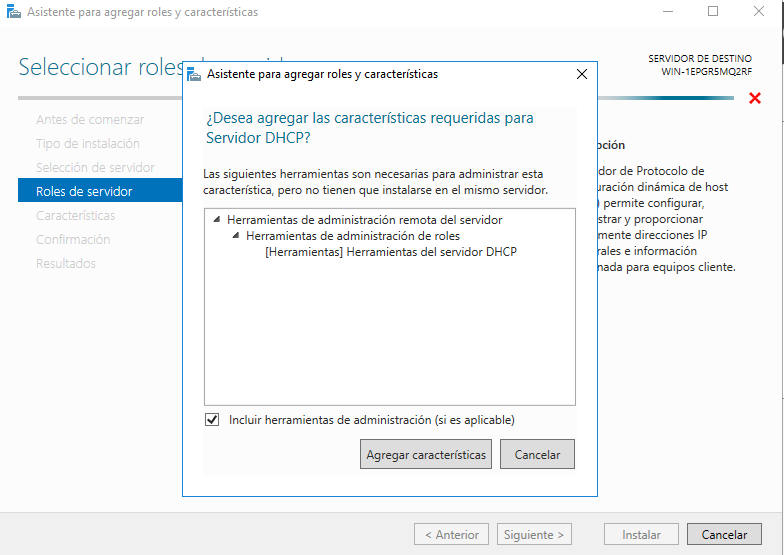 Asistente para agregar roles y características
Seleccionar roles de
SERVIDOR DE DESTINO
WIN-1EPGR5MQ2RF
Antes de comenzar
Tipo de instalación
Selección de servidor
Roles de servidor
Características
Confirmación
Resultados
Asistente para agregar roles y características
¿Desea agregar las características requeridas para
Servidor DHCP?
Las siguientes herramientas son necesarias para administrar esta
característica, pero no tienen que instalarse en el mismo servidor.
Herramientas de administración remota del servidor
Herramientas de administración de roles
[Herramientas] Herramientas del servidor DHCP
Incluir herramientas de administración (si es aplicable)
Agregar características
Cancelar
pción
dor de Protocolo de
uración dinámica de host
) permite configurar,
strar y proporcionar
mente direcciones IP
rales e información
nada para equipos cliente.
< Anterior
Siguiente >
Instalar
Cancelar